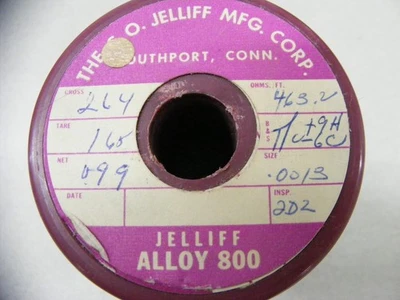 THE C. O. JELLIFF MFG. CORP.
SOUTHPORT, CONN.
GROSS
264
OHMS. FT.
463.2
TARE
165
B & S
NET
.099
SIZE
.0013
DATE
INSP.
2D2
JELLIFF
ALLOY 800